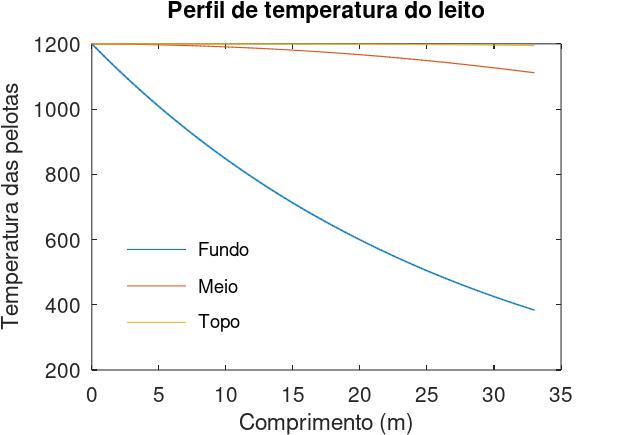 Perfil de temperatura do leito
Temperatura das pelotas
1200
1000
800
600
400
200
Fundo
Meio
Topo
0 5 10 15 20 25 30 35
Comprimento (m)